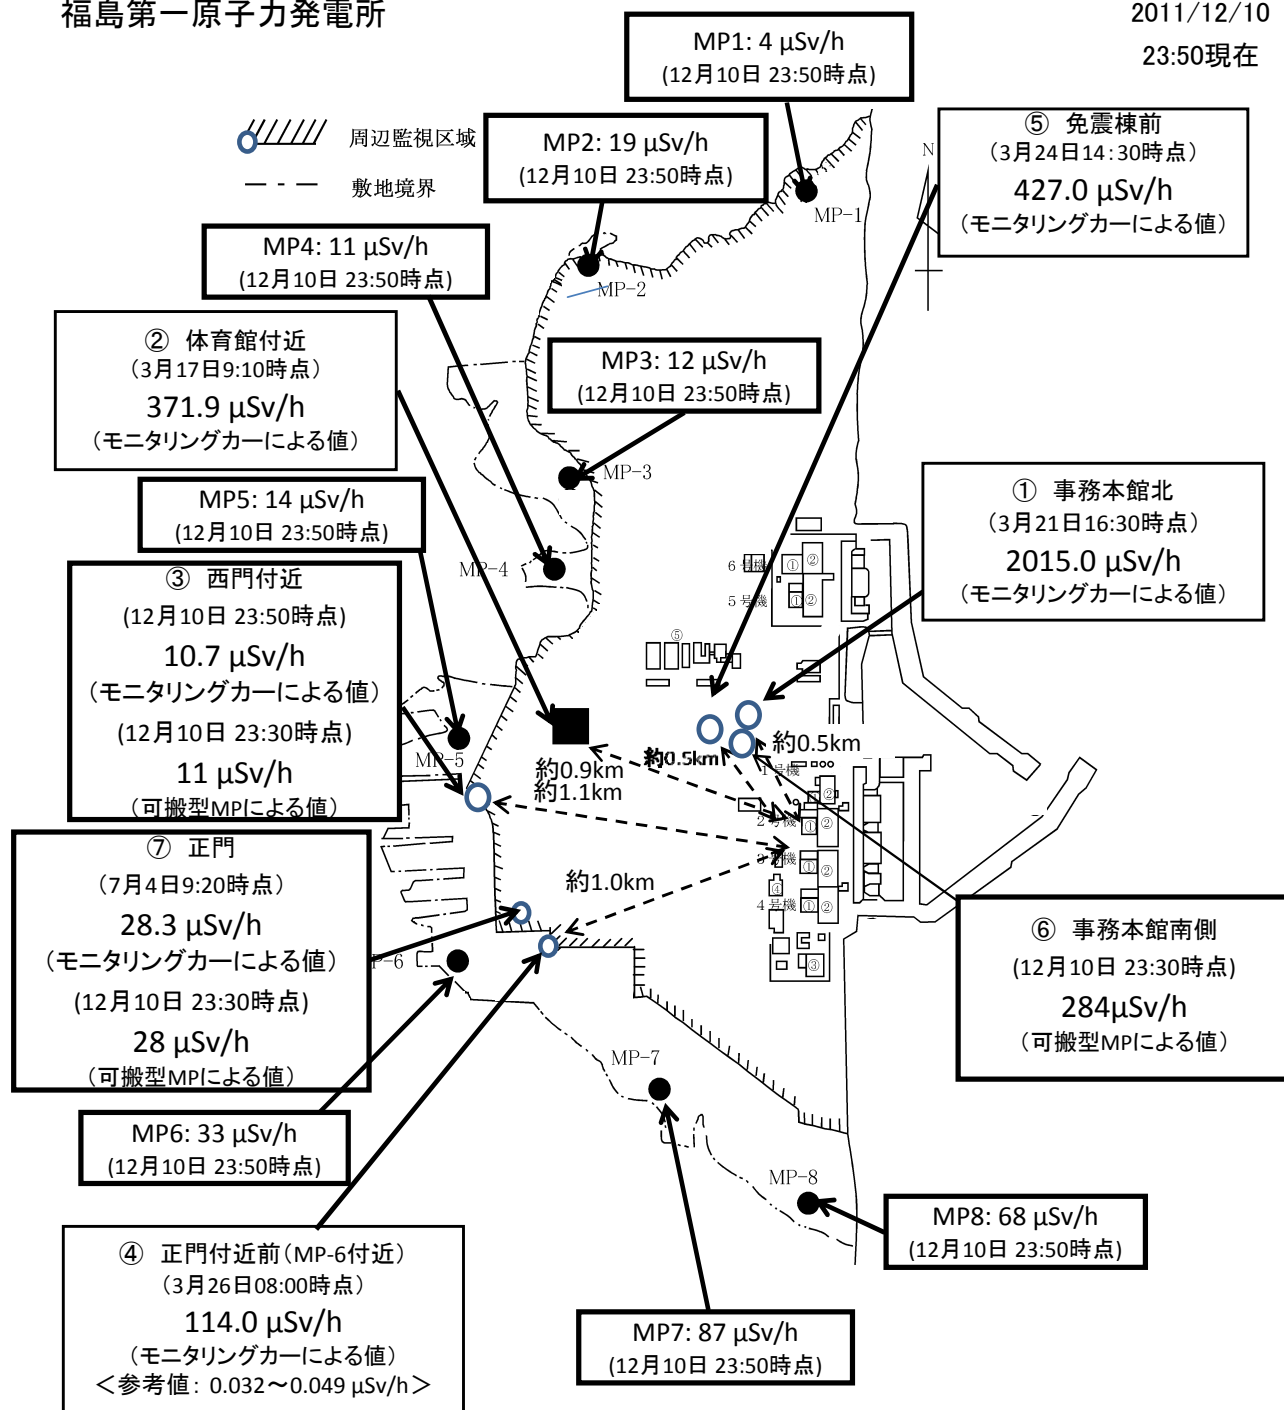 福島第一原子力発電所
2011/12/10
23:50現在
周辺監視区域
敷地境界
MP1: 4 μSv/h
(12月10日 23:50時点)
MP2: 19 μSv/h
(12月10日 23:50時点)
⑤ 免震棟前
(3月24日14:30時点)
427.0 μSv/h
(モニタリングカーによる値)
N
MP-1
MP4: 11 μSv/h
(12月10日 23:50時点)
MP-2
② 体育館付近
(3月17日9:10時点)
371.9 μSv/h
(モニタリングカーによる値)
MP3: 12 μSv/h
(12月10日 23:50時点)
MP-3
MP5: 14 μSv/h
(12月10日 23:50時点)
① 事務本館北
(3月21日16:30時点)
2015.0 μSv/h
(モニタリングカーによる値)
MP-4
6号機
①
②
5号機
①
②
⑤
③ 西門付近
(12月10日 23:50時点)
10.7 μSv/h
(モニタリングカーによる値)
(12月10日 23:30時点)
11 μSv/h
(可搬型MPによる値)
MP-5
約0.9km
約1.1km
約0.5km
約0.5km
1号機
②
2号機
①
②
3号機
①
②
④
4号機
①
②
③
⑦ 正門
(7月4日9:20時点)
28.3 μSv/h
(モニタリングカーによる値)
(12月10日 23:30時点)
28 μSv/h
(可搬型MPによる値)
約1.0km
P-6
⑥ 事務本館南側
(12月10日 23:30時点)
284μSv/h
(可搬型MPによる値)
MP-7
MP6: 33 μSv/h
(12月10日 23:50時点)
MP-8
MP8: 68 μSv/h
(12月10日 23:50時点)
④ 正門付近前(MP-6付近)
(3月26日08:00時点)
114.0 μSv/h
(モニタリングカーによる値)
<参考値: 0.032～0.049 μSv/h>
MP7: 87 μSv/h
(12月10日 23:50時点)